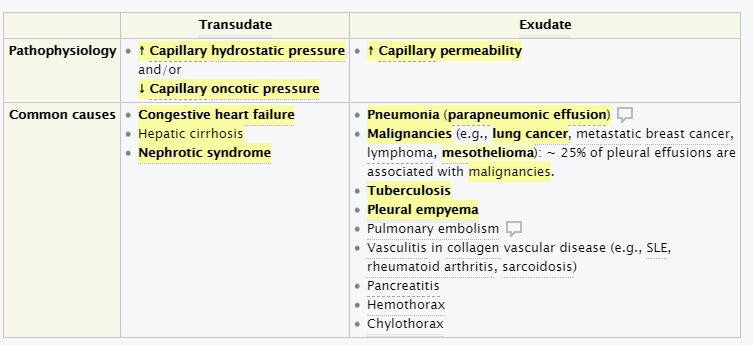 Transudate Exudate
Pathophysiology • ↑ Capillary hydrostatic pressure • ↑ Capillary permeability
and/or
↓ Capillary oncotic pressure
Common causes • Congestive heart failure • Pneumonia (parapneumonic effusion)
• Hepatic cirrhosis • Malignancies (e.g., lung cancer, metastatic breast cancer,
• Nephrotic syndrome lymphoma, mesothelioma): ~ 25% of pleural effusions are
associated with malignancies.
• Tuberculosis
• Pleural empyema
• Pulmonary embolism
• Vasculitis in collagen vascular disease (e.g., SLE,
rheumatoid arthritis, sarcoidosis)
• Pancreatitis
• Hemothorax
• Chylothorax